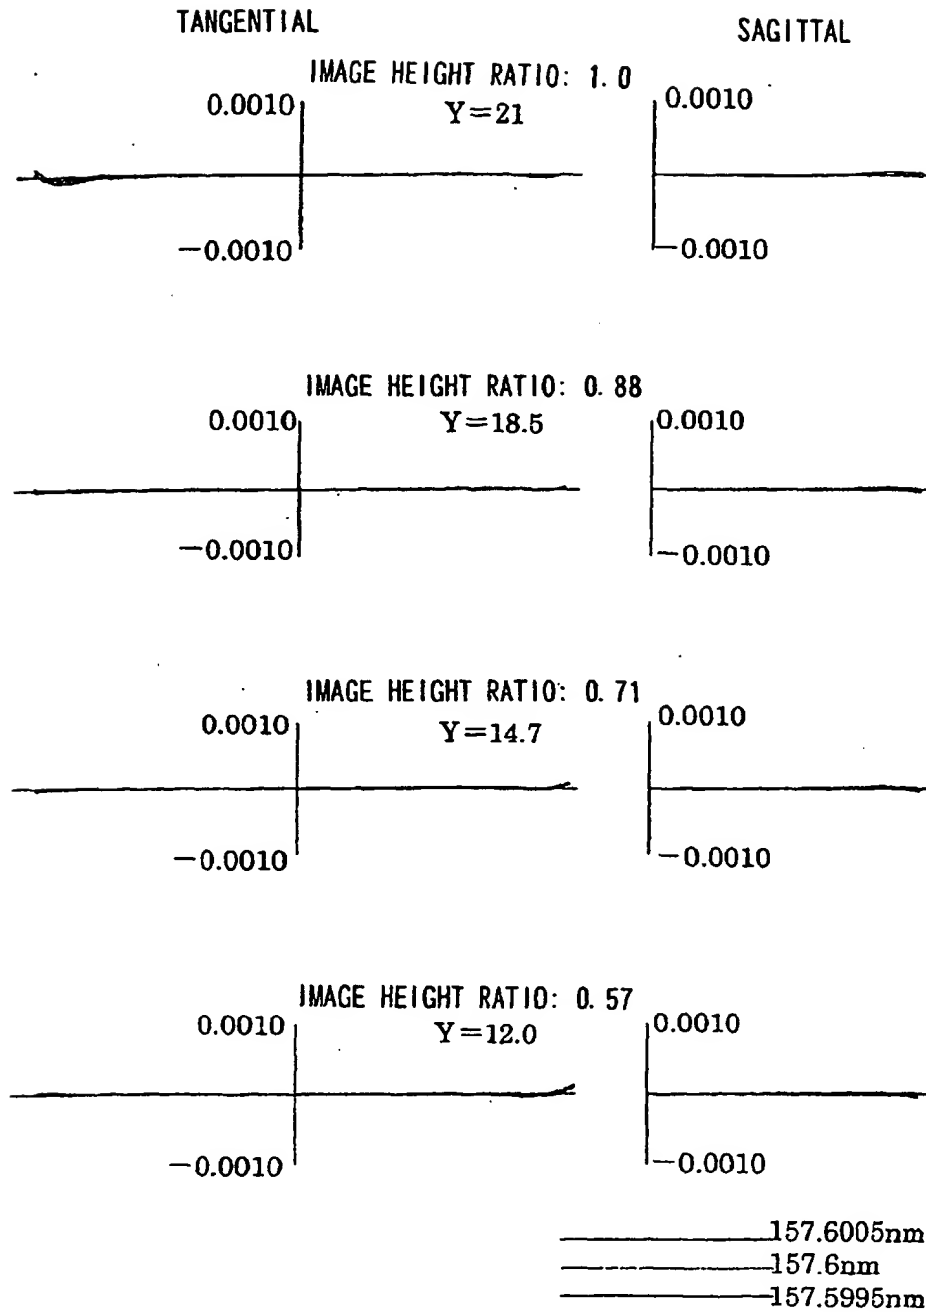 TANGENTIAL
SAGITTAL
IMAGE HEIGHT RATIO: 1.0
0.0010
Y=21
0.0010
−0.0010
−0.0010
IMAGE HEIGHT RATIO: 0.88
0.0010
Y=18.5
0.0010
−0.0010
−0.0010
IMAGE HEIGHT RATIO: 0.71
0.0010
Y=14.7
0.0010
−0.0010
−0.0010
IMAGE HEIGHT RATIO: 0.57
0.0010
Y=12.0
0.0010
−0.0010
−0.0010
157.6005nm
157.6nm
157.5995nm